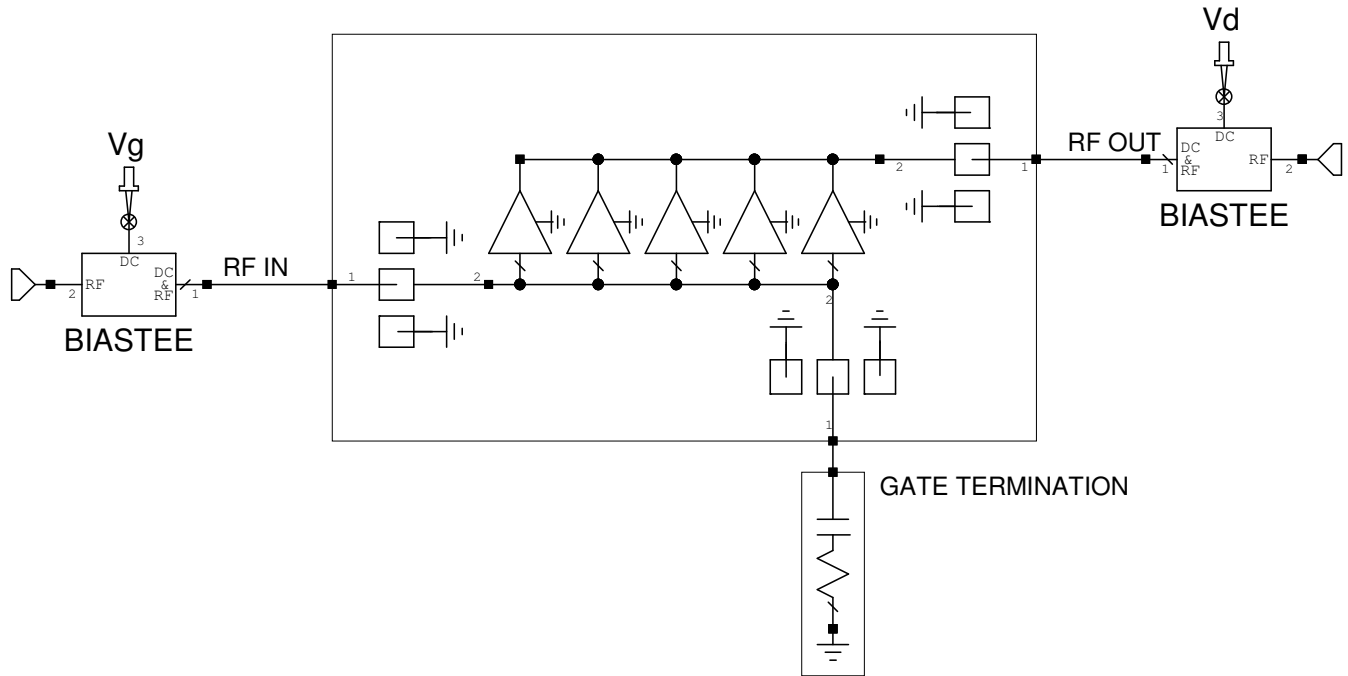 Vd
3
DC
DC
&
RF
RF
1
2
BIASTEE
RF OUT
2
1
Vg
3
DC
RF
DC
&
RF
2
1
BIASTEE
RF IN
1
2
2
1
GATE TERMINATION